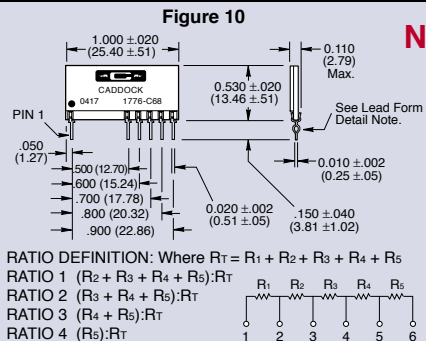 Figure 10
N
1.000 ±.020
(25.40 ±.51)
0.110
(2.79)
Max.
CADDOCK
0417 1776-C68
0.530 ±.020
(13.46 ±.51)
PIN 1
See Lead Form
Detail Note.
.050
(1.27)
.500 (12.70)
.600 (15.24)
.700 (17.78)
.800 (20.32)
.900 (22.86)
0.020 ±.002
(0.51 ±.05)
0.010 ±.002
(0.25 ±.05)
.150 ±.040
(3.81 ±1.02)
RATIO DEFINITION: Where RT = R1 + R2 + R3 + R4 + R5
RATIO 1 (R2 + R3 + R4 + R5):RT
RATIO 2 (R3 + R4 + R5):RT
RATIO 3 (R4 + R5):RT
RATIO 4 (R5):RT
R1 R2 R3 R4 R5
1 2 3 4 5 6